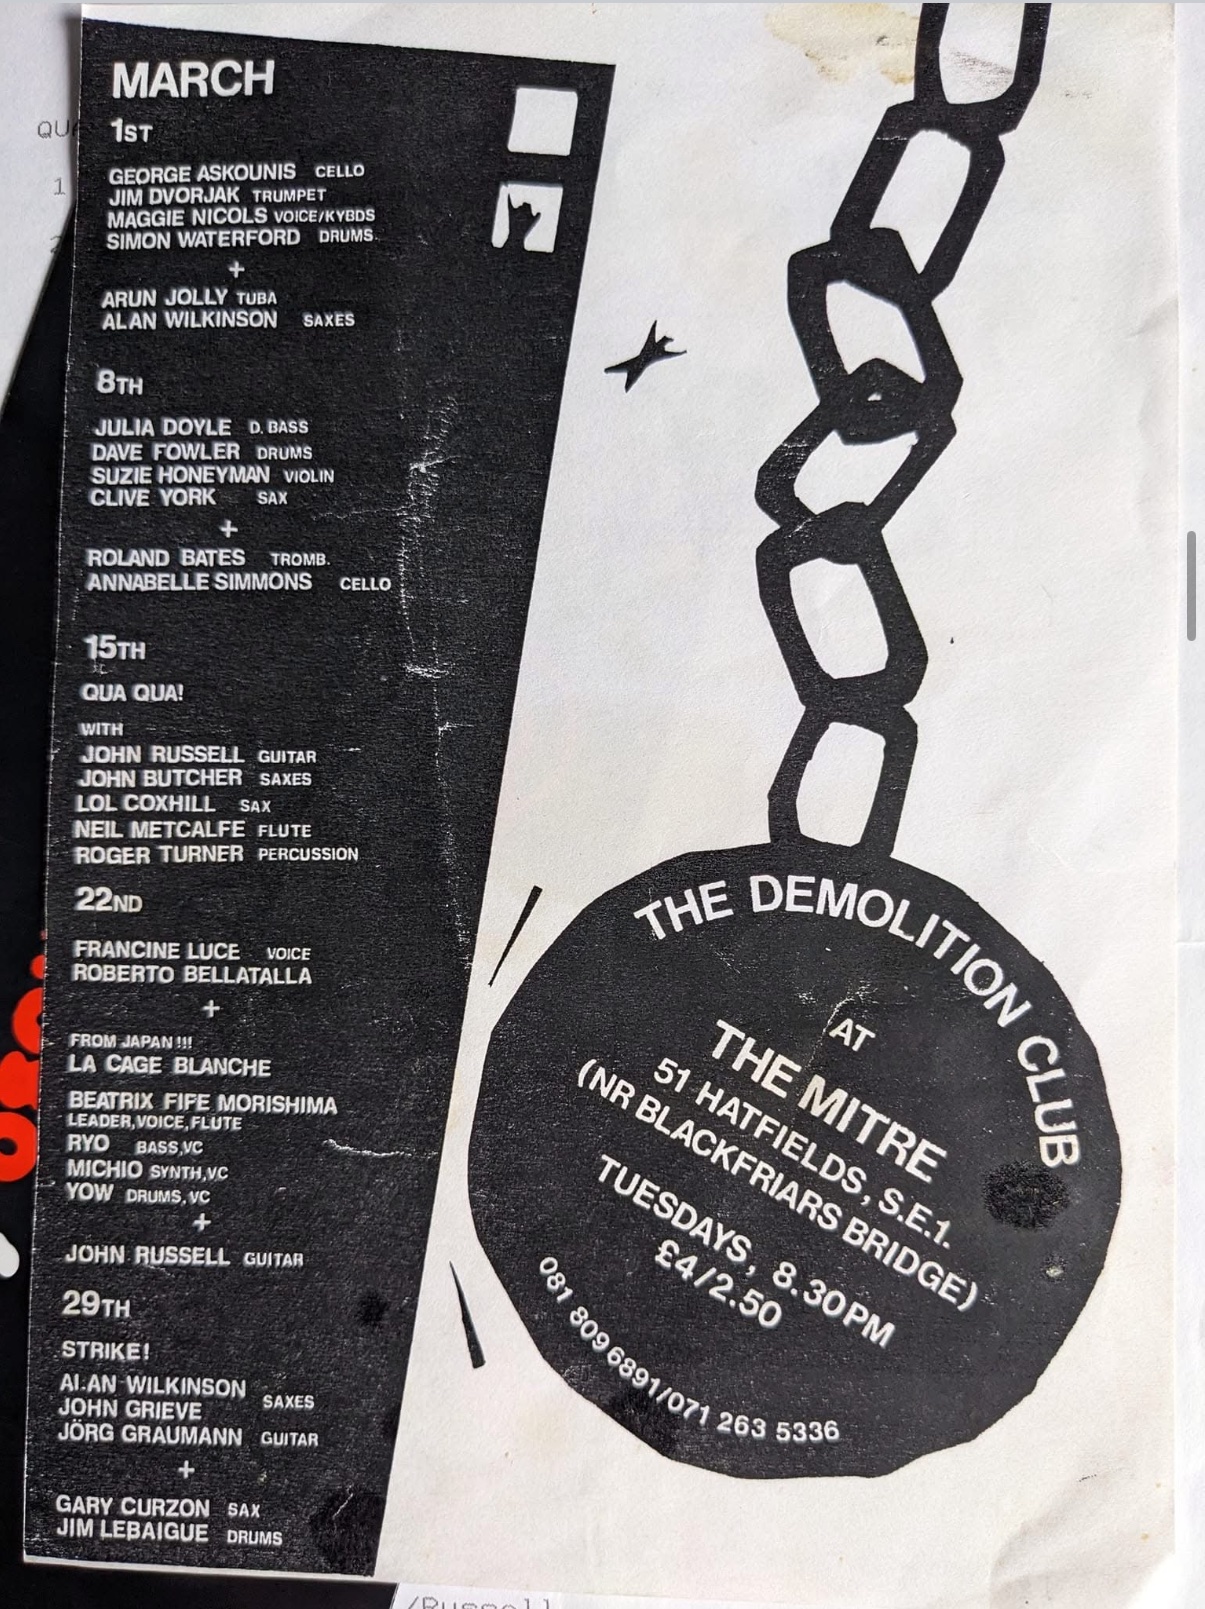 MARCH
1ST
GEORGE ASKOUNIS CELLO
JIM DVORJAK TRUMPET
MAGGIE NICOLS VOICE/KYBDS
SIMON WATERFORD DRUMS.
+
ARUN JOLLY TUBA
ALAN WILKINSON SAXES
8TH
JULIA DOYLE D. BASS
DAVE FOWLER DRUMS
SUZIE HONEYMAN VIOLIN
CLIVE YORK SAX
+
ROLAND BATES TROMB.
ANNABELLE SIMMONS CELLO
15TH
QUA QUA!
WITH
JOHN RUSSELL GUITAR
JOHN BUTCHER SAXES
LOL COXHILL SAX
NEIL METCALFE FLUTE
ROGER TURNER PERCUSSION
22ND
FRANCINE LUCE VOICE
ROBERTO BELLATALLA
+
FROM JAPAN !!!
LA CAGE BLANCHE
BEATRIX FIFE MORISHIMA
LEADER,VOICE,FLUTE
RYO BASS,VC
MICHIO SYNTH,VC
YOW DRUMS,VC
+
JOHN RUSSELL GUITAR
29TH
STRIKE!
ALAN WILKINSON SAXES
JOHN GRIEVE
JÖRG GRAUMANN GUITAR
+
GARY CURZON SAX
JIM LEBAIGUE DRUMS
THE DEMOLITION CLUB
AT
THE MITRE
51 HATFIELDS, S.E.1.
(NR BLACKFRIARS BRIDGE)
TUESDAYS, 8.30PM
£4/2.50
081 809 6891/071 263 5336
QU
1
/Russell